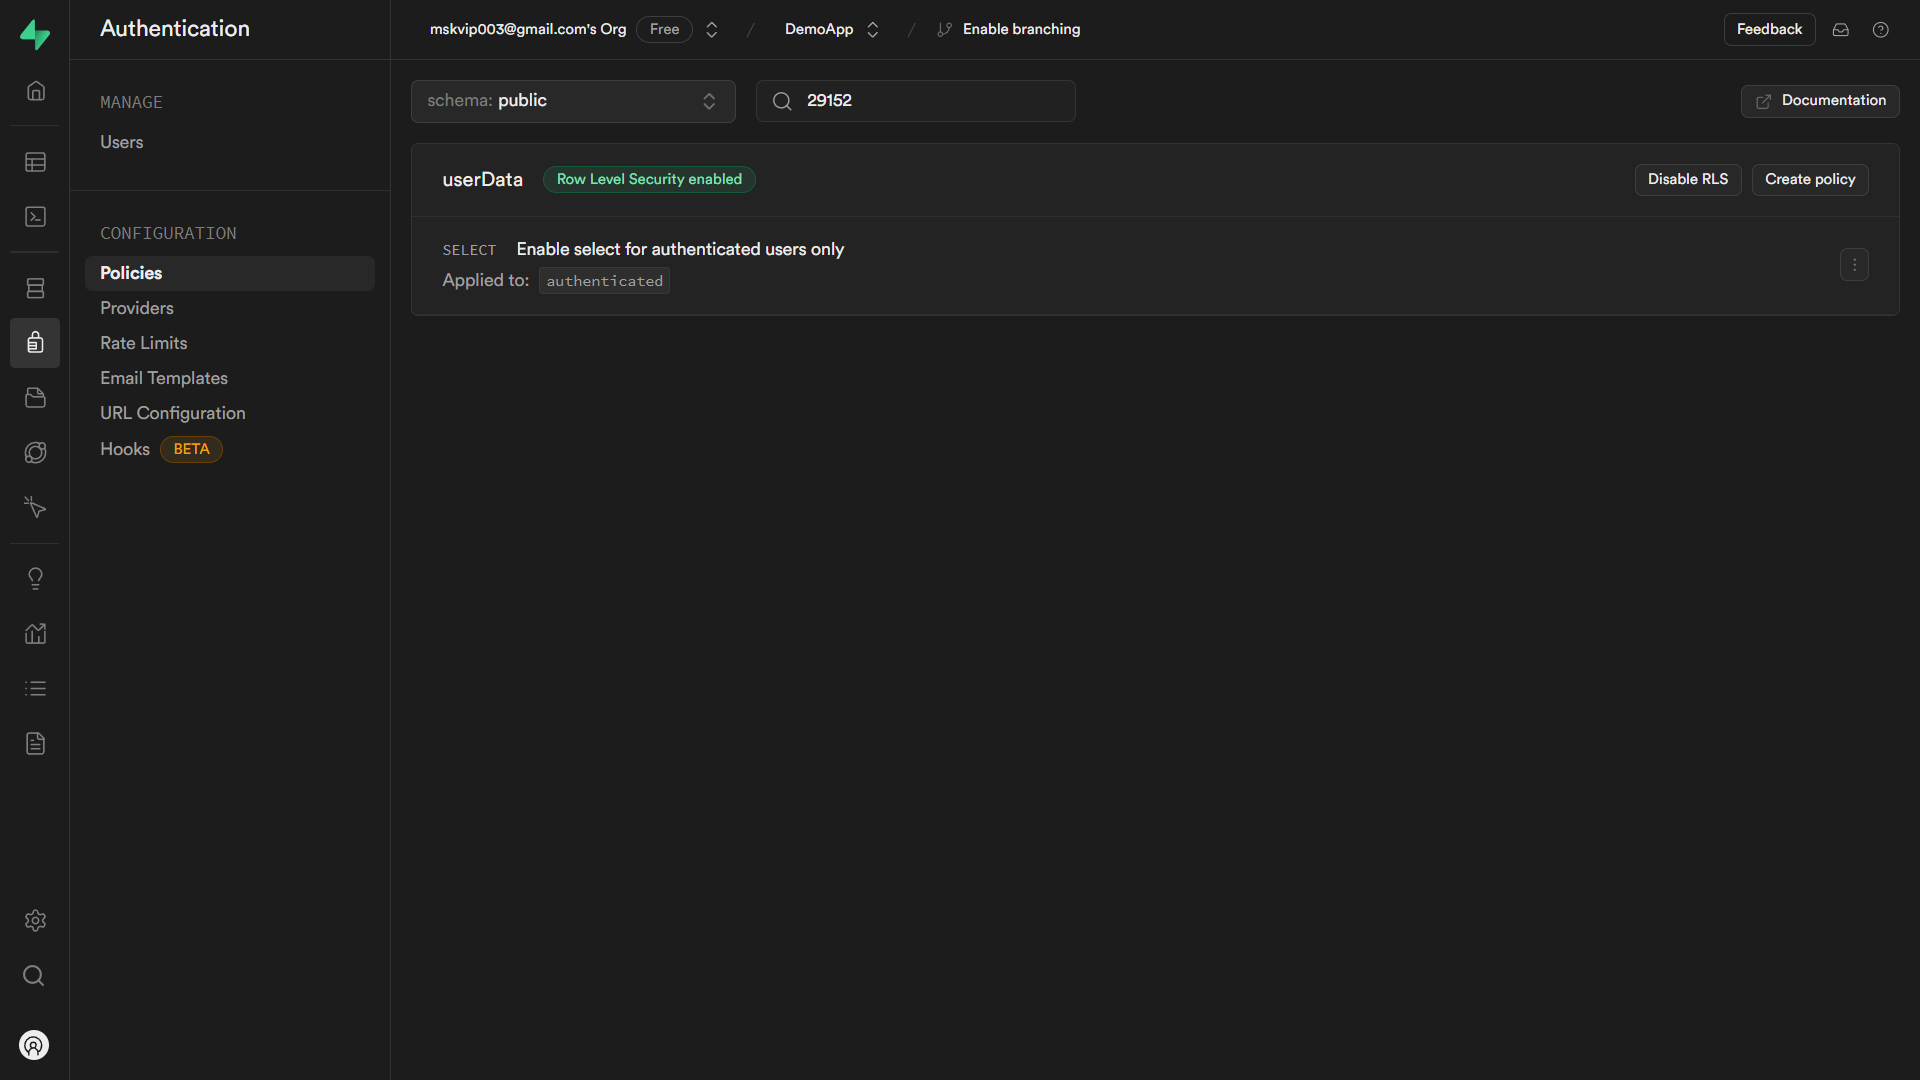 Authentication
mskvip003@gmail.com's Org Free / DemoApp / Enable branching
Feedback
MANAGE
Users
CONFIGURATION
Policies
Providers
Rate Limits
Email Templates
URL Configuration
Hooks BETA
schema: public
29152
Documentation
userData Row Level Security enabled
Disable RLS Create policy
SELECT Enable select for authenticated users only
Applied to: authenticated